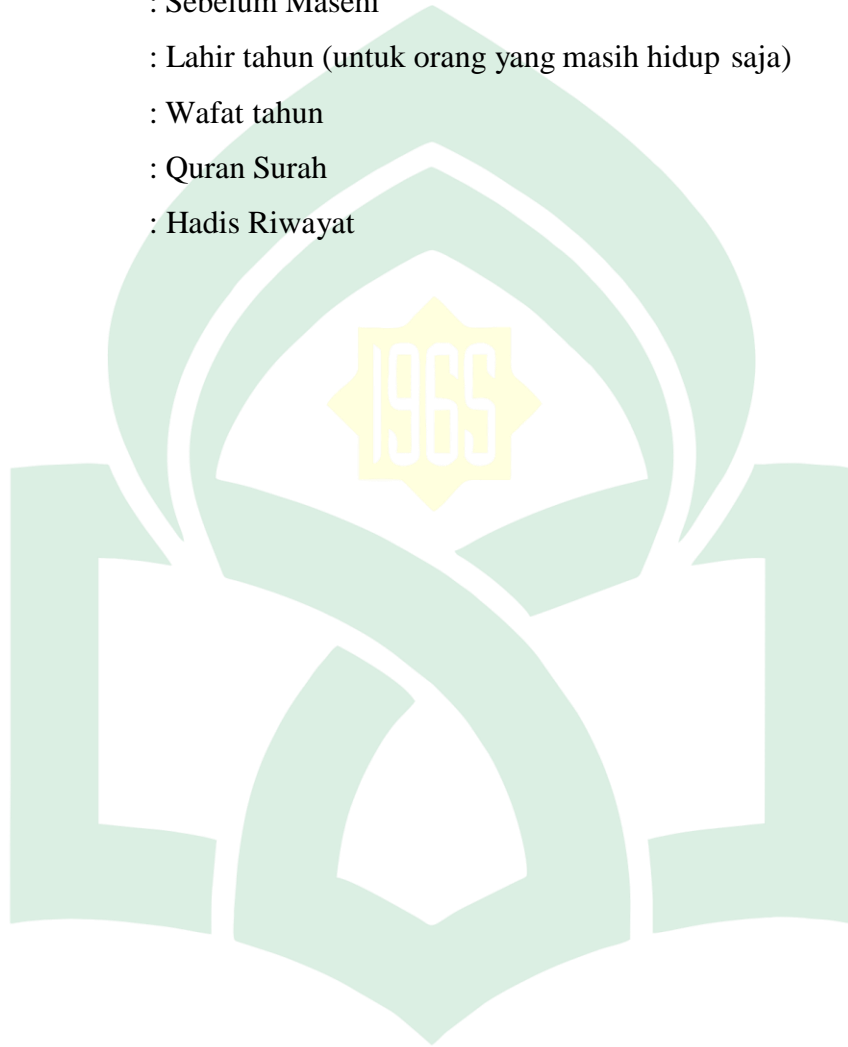 : Sebelum Masehi
: Lahir tahun (untuk orang yang masih hidup saja)
: Wafat tahun
: Quran Surah
: Hadis Riwayat
1965